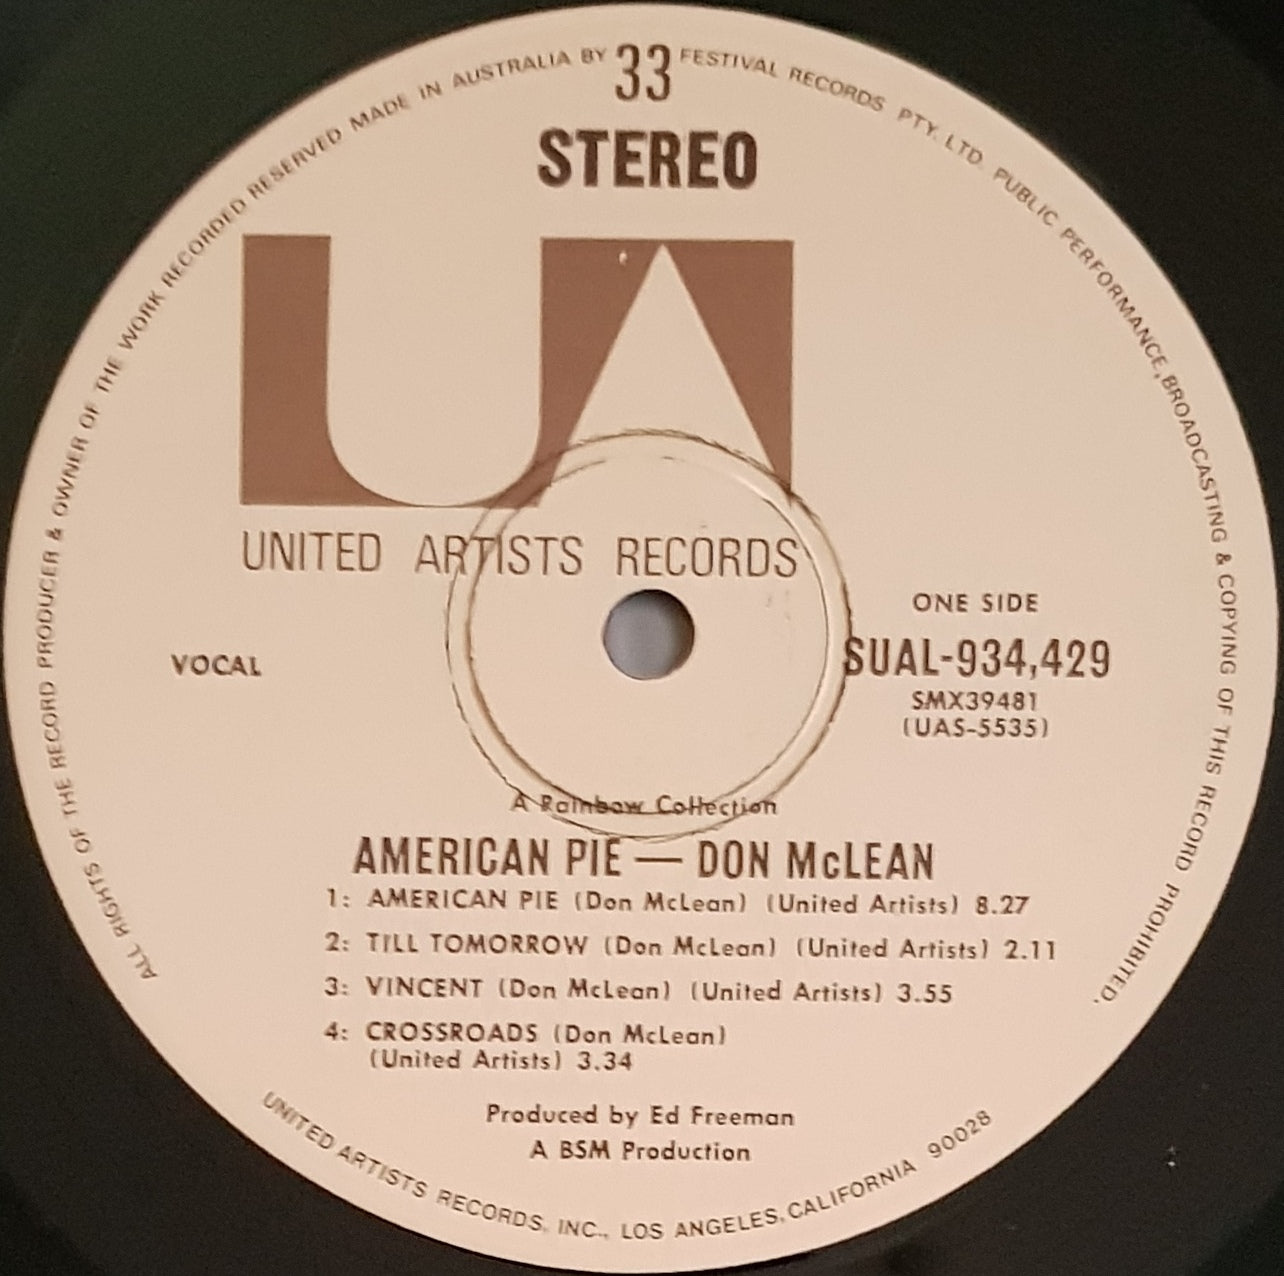 33
STEREO
UA
UNITED ARTISTS RECORDS
ONE SIDE
VOCAL
SUAL-934,429
SMX39481
(UAS-5535)
A Rainbow Collection
AMERICAN PIE — DON McLEAN
1: AMERICAN PIE (Don McLean) (United Artists) 8.27
2: TILL TOMORROW (Don McLean) (United Artists) 2.11
3: VINCENT (Don McLean) (United Artists) 3.55
4: CROSSROADS (Don McLean)
(United Artists) 3.34
Produced by Ed Freeman
A BSM Production
ALL RIGHTS OF THE RECORD PRODUCER & OWNER OF THE WORK RECORDED RESERVED MADE IN AUSTRALIA BY FESTIVAL RECORDS PTY. LTD. PUBLIC PERFORMANCE, BROADCASTING & COPYING OF THIS RECORD PROHIBITED.
UNITED ARTISTS RECORDS, INC., LOS ANGELES, CALIFORNIA 90028